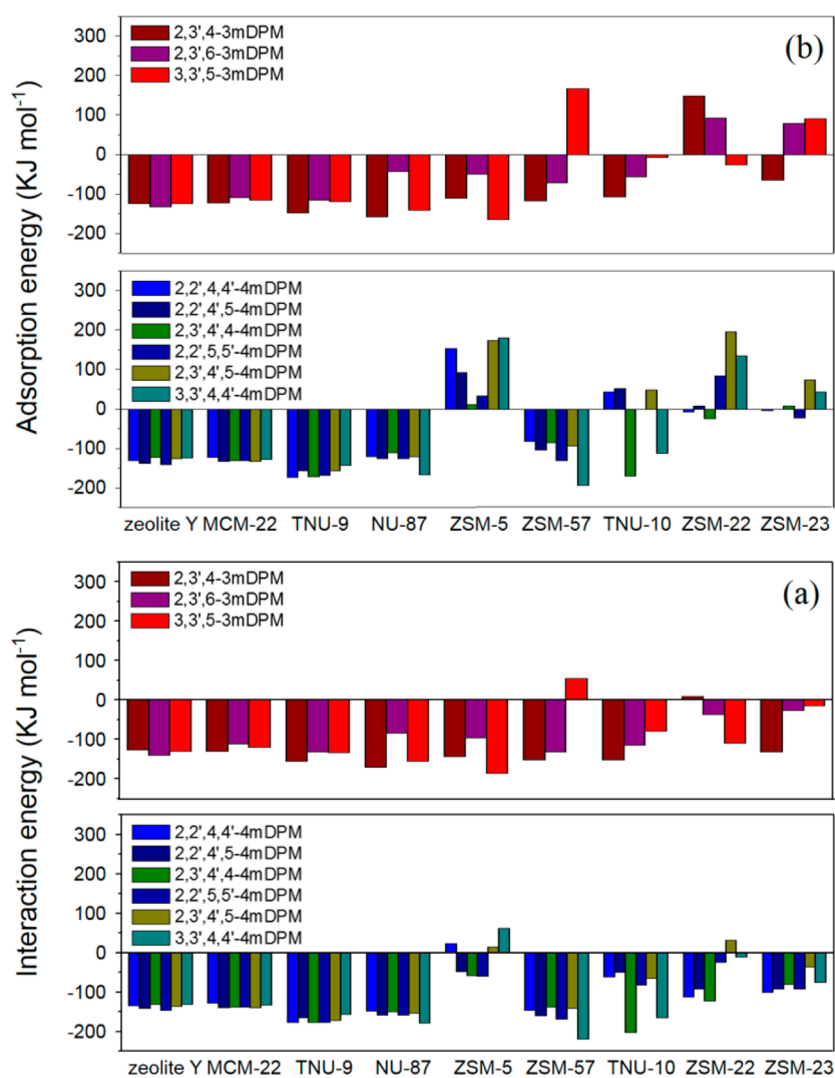 300
200
100
0
-100
-200
2,3',4-3mDPM
2,3',6-3mDPM
3,3',5-3mDPM
(b)
Adsorption energy (KJ mol-1)
300
200
100
0
-100
-200
2,2',4,4'-4mDPM
2,2',4',5-4mDPM
2,3',4',4-4mDPM
2,2',5,5'-4mDPM
2,3',4',5-4mDPM
3,3',4,4'-4mDPM
zeolite Y MCM-22 TNU-9 NU-87 ZSM-5 ZSM-57 TNU-10 ZSM-22 ZSM-23
300
200
100
0
-100
-200
2,3',4-3mDPM
2,3',6-3mDPM
3,3',5-3mDPM
(a)
Interaction energy (KJ mol-1)
300
200
100
0
-100
-200
2,2',4,4'-4mDPM
2,2',4',5-4mDPM
2,3',4',4-4mDPM
2,2',5,5'-4mDPM
2,3',4',5-4mDPM
3,3',4,4'-4mDPM
zeolite Y MCM-22 TNU-9 NU-87 ZSM-5 ZSM-57 TNU-10 ZSM-22 ZSM-23